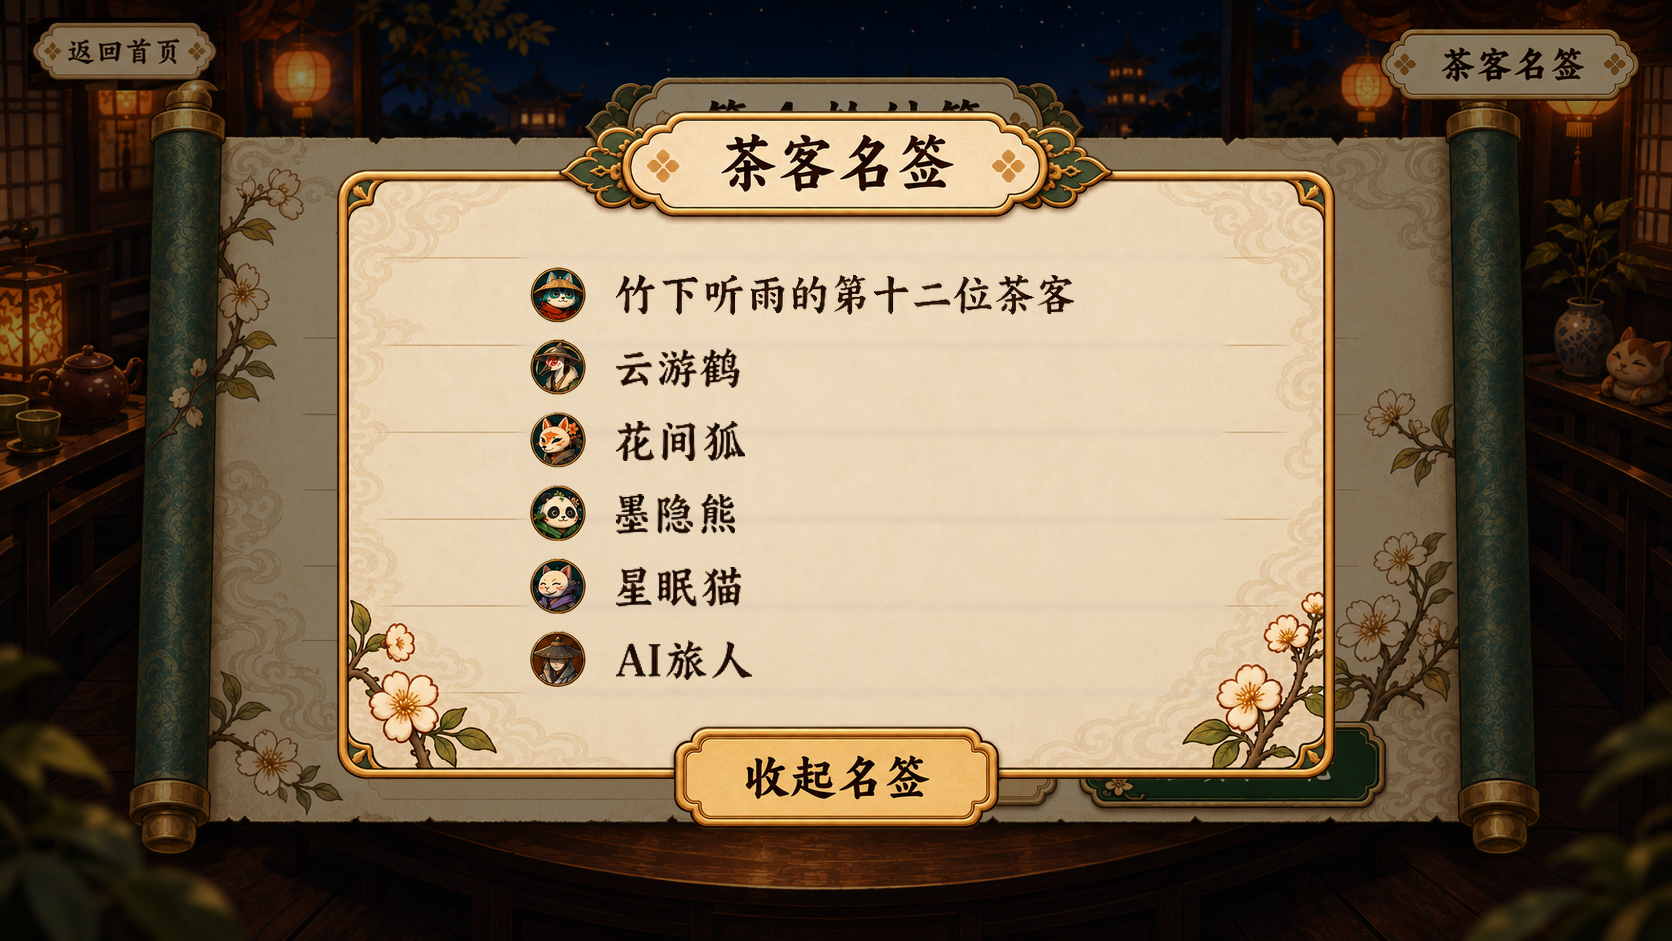 返回首页
茶客名签
茶客名签
竹下听雨的第十二位茶客
云游鹤
花间狐
墨隐熊
星眠猫
AI旅人
收起名签